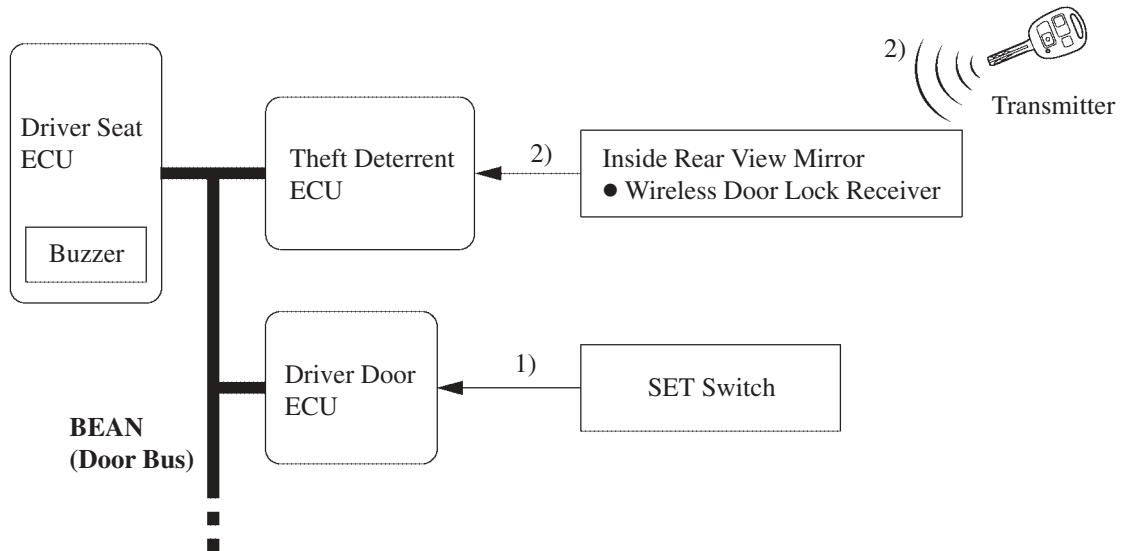 2)
Transmitter
Driver Seat
ECU
Buzzer
Theft Deterrent
ECU
2)
Inside Rear View Mirror
● Wireless Door Lock Receiver
Driver Door
ECU
1)
SET Switch
BEAN
(Door Bus)